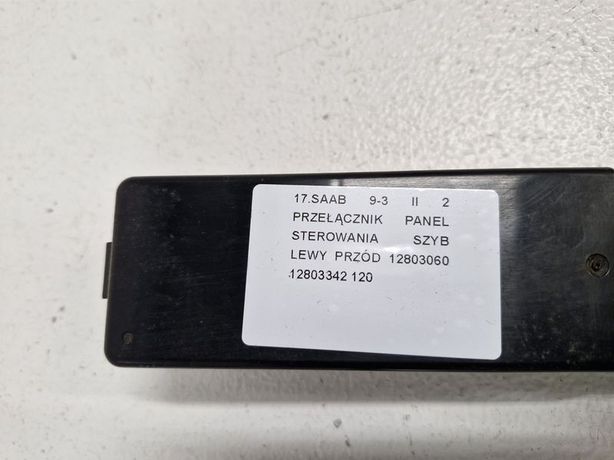 17.SAAB 9-3 II 2
PRZEŁĄCZNIK PANEL
STEROWANIA SZYB
LEWY PRZÓD 12803060
12803342 120